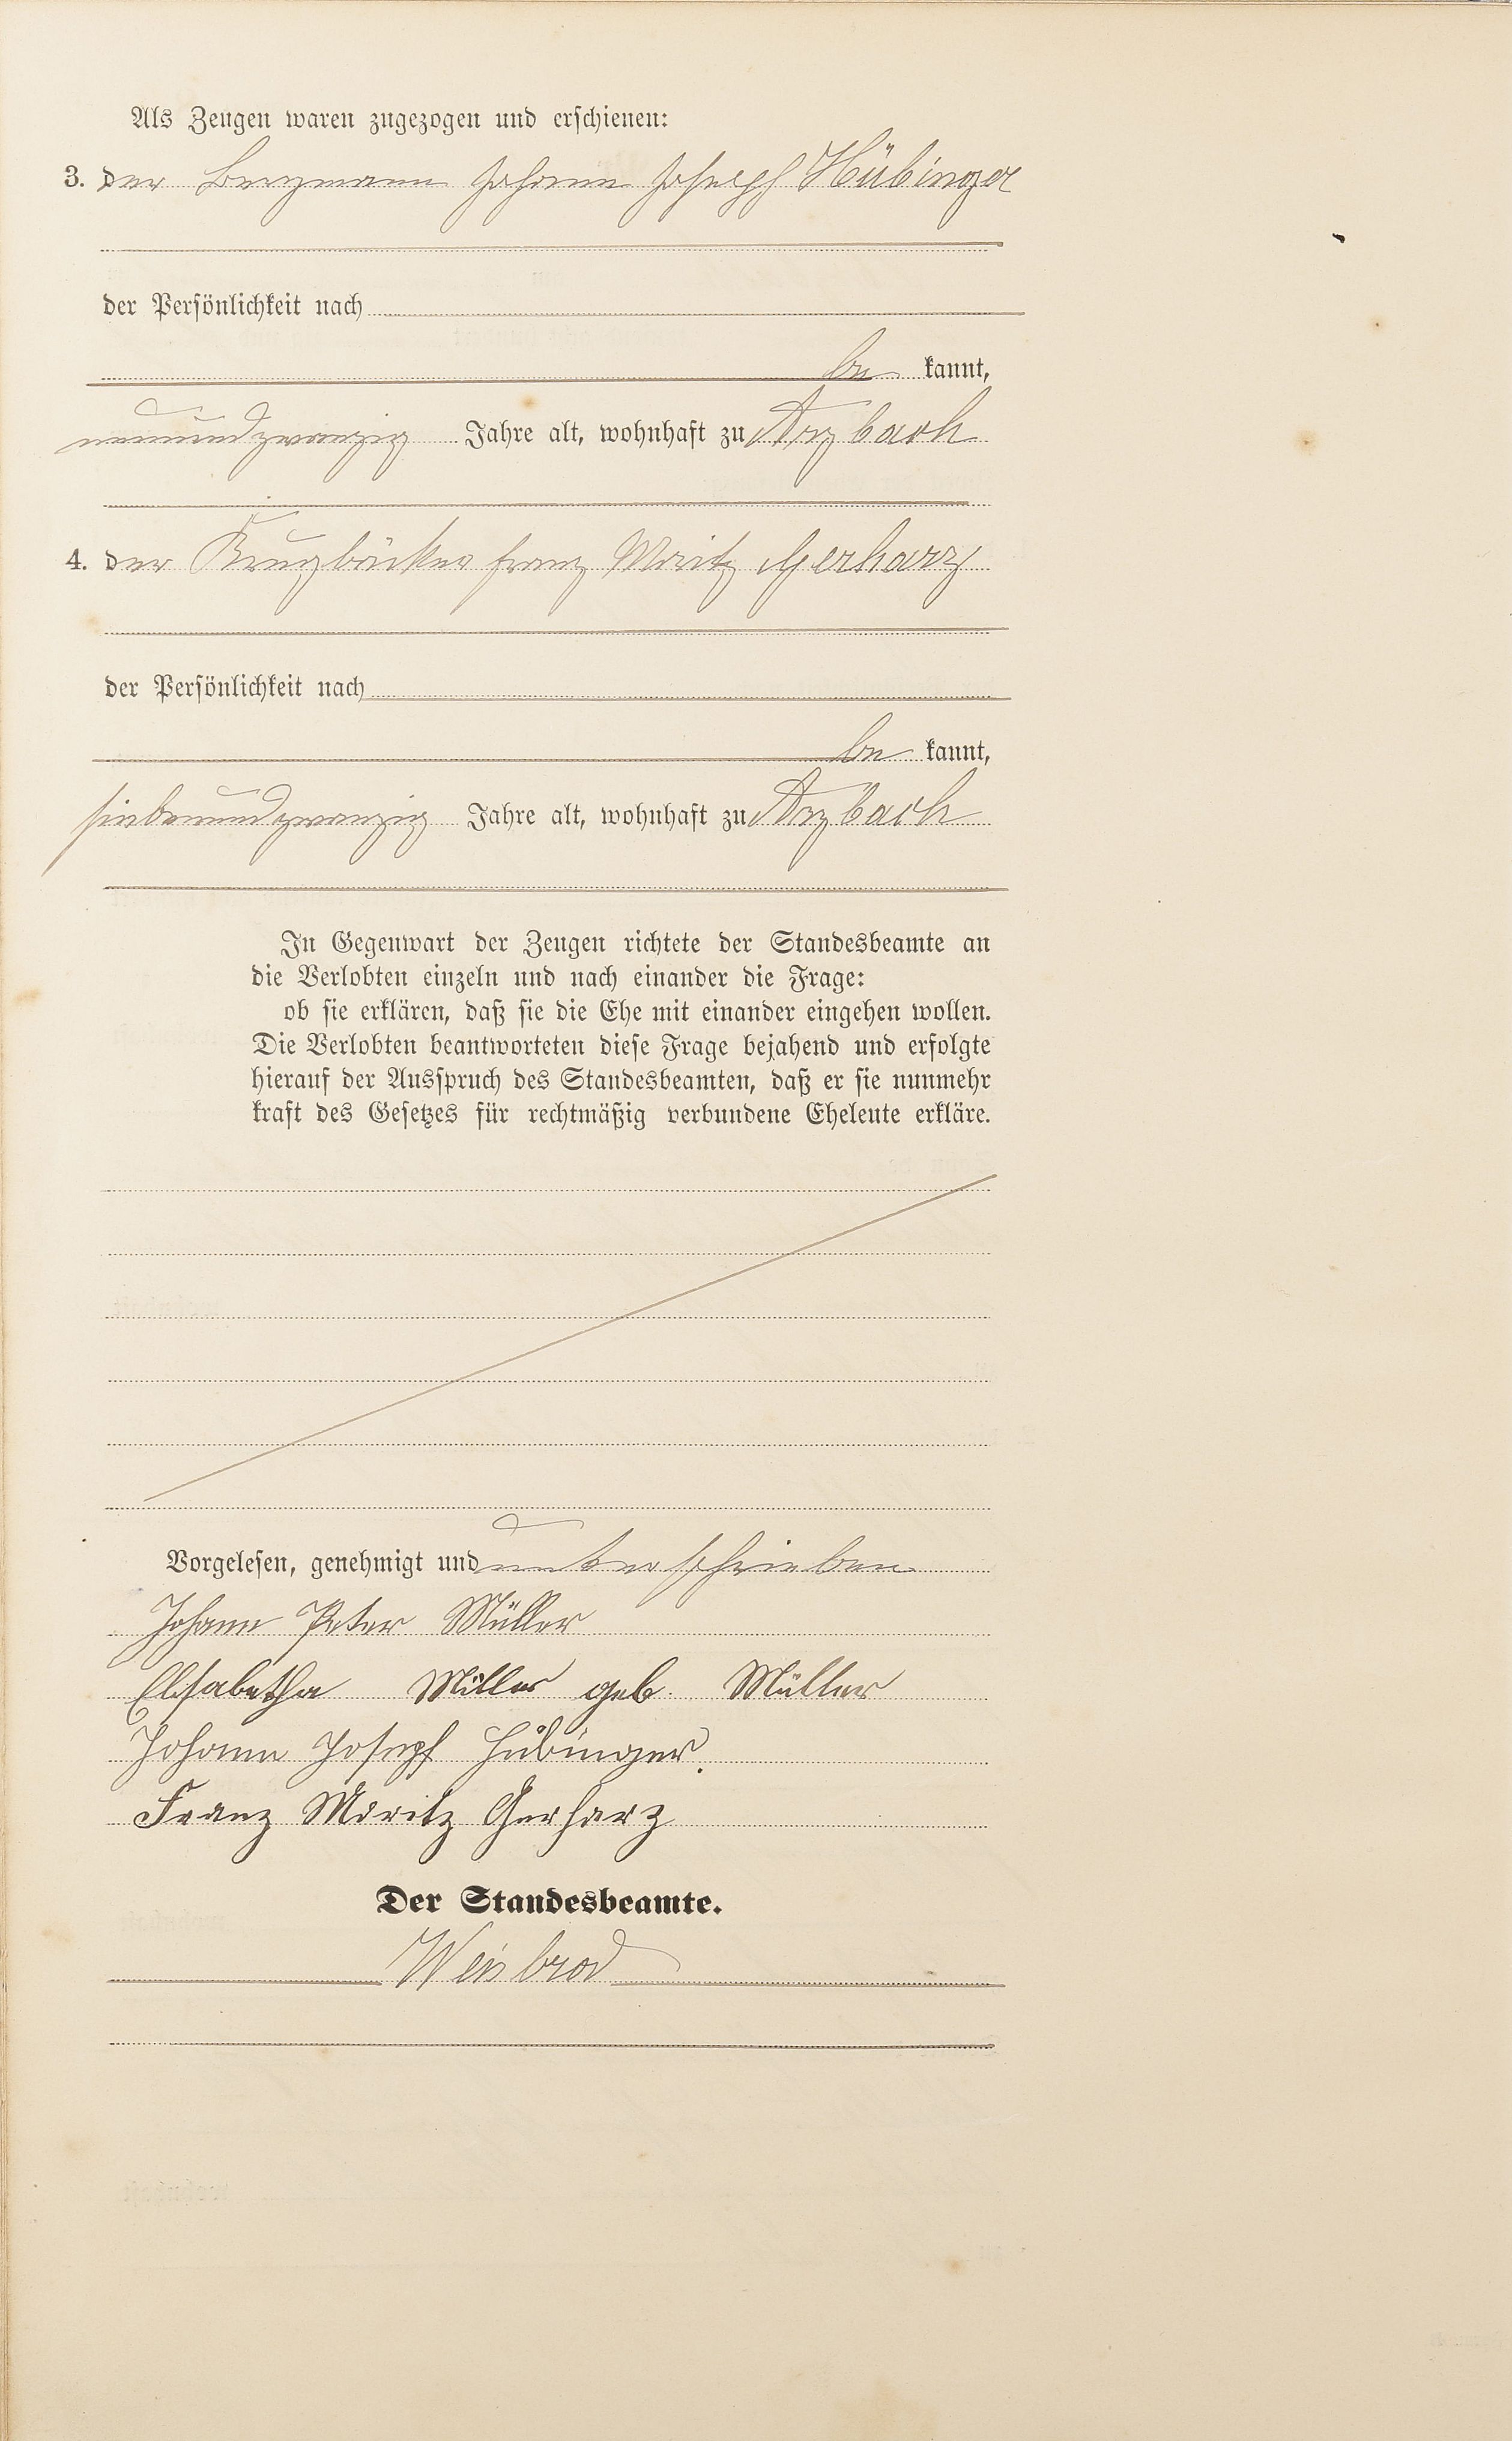 Als Zeugen waren zugezogen und erschienen:
3. der Bergmann Johann Joseph Hübinger
der Persönlichkeit nach
be kannt,
neunundzwanzig Jahre alt, wohnhaft zu Arzbach
4. der Krugbäcker Franz Moritz Gerharz
der Persönlichkeit nach
be kannt,
siebenundzwanzig Jahre alt, wohnhaft zu Arzbach
In Gegenwart der Zeugen richtete der Standesbeamte an
die Verlobten einzeln und nach einander die Frage:
ob sie erklären, daß sie die Ehe mit einander eingehen wollen.
Die Verlobten beantworteten diese Frage bejahend und erfolgte
hierauf der Ausspruch des Standesbeamten, daß er sie nunmehr
kraft des Gesetzes für rechtmäßig verbundene Eheleute erkläre.
Vorgelesen, genehmigt und unterschrieben
Johann Peter Müller
Elisabetha Müller geb. Müller
Johann Joseph Hübinger.
Franz Moritz Gerharz
Der Standesbeamte.
Weisbrod